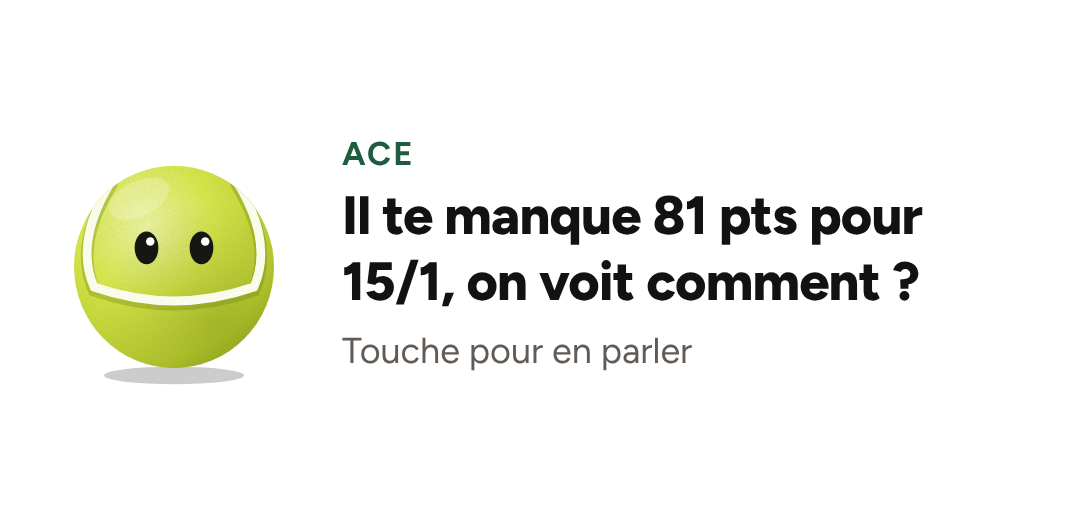 ACE
Il te manque 81 pts pour
15/1, on voit comment ?
Touche pour en parler